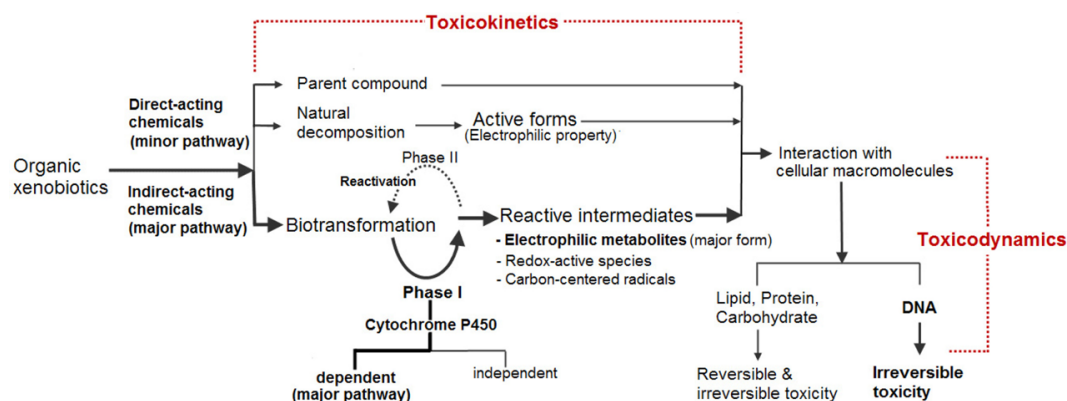 Toxicokinetics
Parent compound
Direct-acting
chemicals
(minor pathway)
Natural
decomposition
Active forms
(Electrophilic property)
Organic
xenobiotics
Indirect-acting
chemicals
(major pathway)
Phase II
Reactivation
Biotransformation
Reactive intermediates
- Electrophilic metabolites (major form)
- Redox-active species
- Carbon-centered radicals
Phase I
Cytochrome P450
dependent
(major pathway)
independent
Interaction with
cellular macromolecules
Toxicodynamics
Lipid, Protein,
Carbohydrate
DNA
Reversible &
irreversible toxicity
Irreversible
toxicity